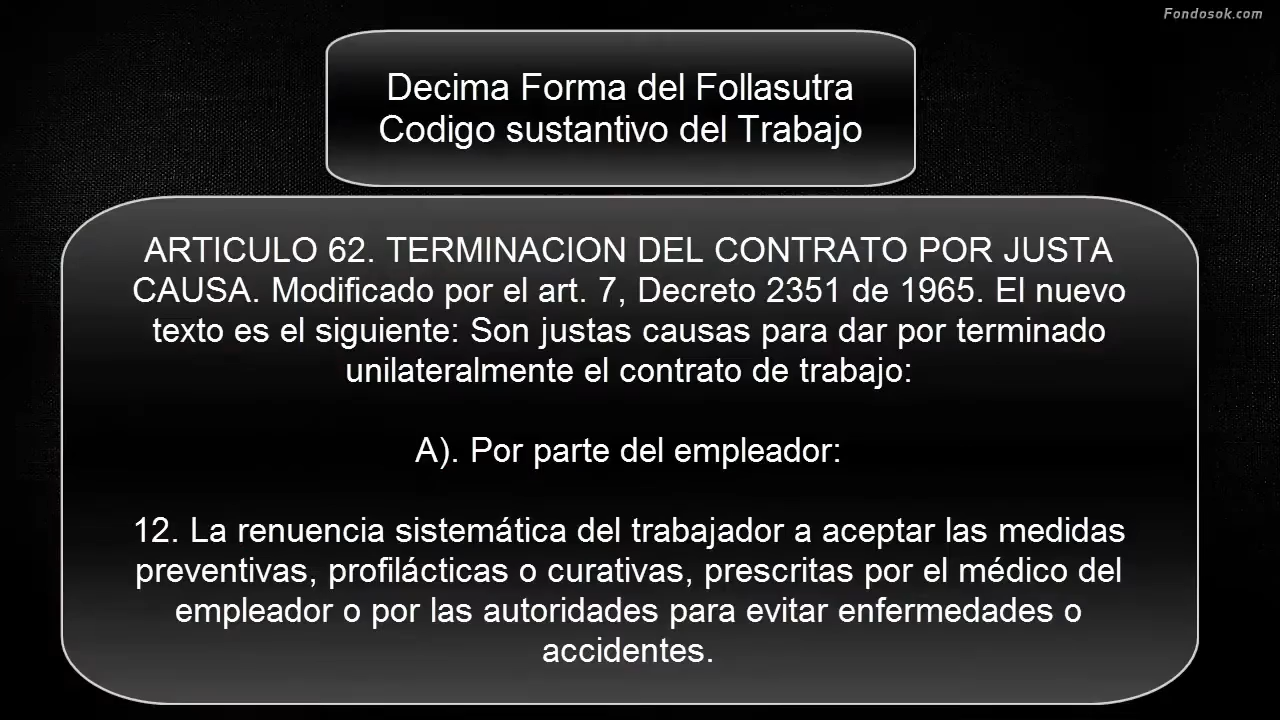 Fondosok.com
Decima Forma del Follasutra
Codigo sustantivo del Trabajo
ARTICULO 62. TERMINACION DEL CONTRATO POR JUSTA
CAUSA. Modificado por el art. 7, Decreto 2351 de 1965. El nuevo
texto es el siguiente: Son justas causas para dar por terminado
unilateralmente el contrato de trabajo:
A). Por parte del empleador:
12. La renuencia sistemática del trabajador a aceptar las medidas
preventivas, profilácticas o curativas, prescritas por el médico del
empleador o por las autoridades para evitar enfermedades o
accidentes.